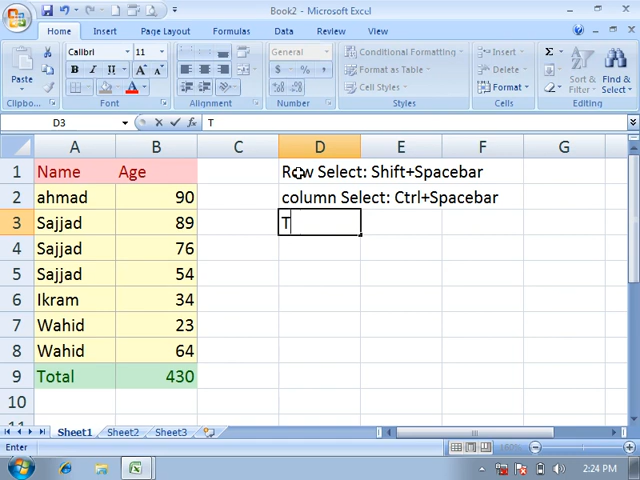 Book2 - Microsoft Excel
Home Insert Page Layout Formulas Data Review View
Paste
Calibri 11
General
Conditional Formatting
Format as Table
Cell Styles
Insert
Delete
Format
Sort & Filter
Find & Select
Clipbo... Font Alignment Number Styles Cells Editing
D3 T
A B C D E F G
1 Name Age Row Select: Shift+Spacebar
2 ahmad 90 column Select: Ctrl+Spacebar
3 Sajjad 89 T
4 Sajjad 76
5 Sajjad 54
6 Ikram 34
7 Wahid 23
8 Wahid 64
9 Total 430
10
11
Sheet1 Sheet2 Sheet3
Enter
2:24 PM